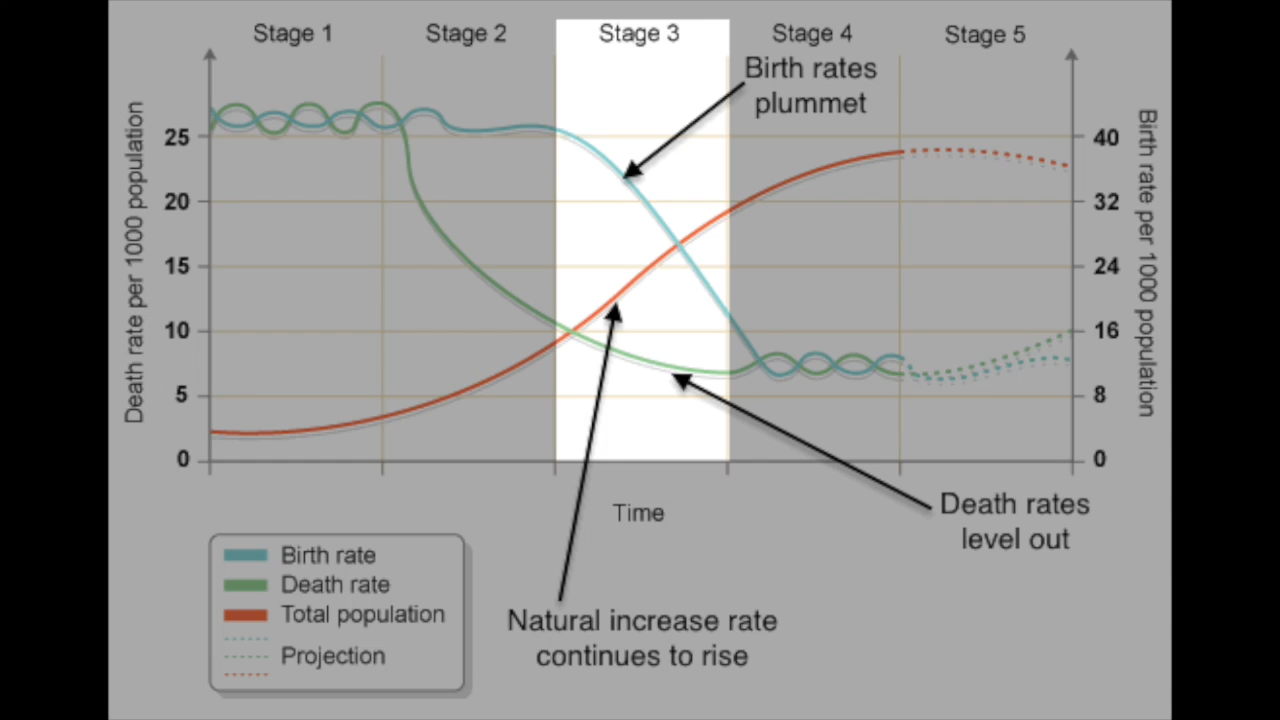 Stage 1
Stage 2
Stage 3
Stage 4
Stage 5
Birth rates
plummet
Death rate per 1000 population
25
20
15
10
5
0
Birth rate per 1000 population
40
32
24
16
8
0
Time
Death rates
level out
Natural increase rate
continues to rise
Birth rate
Death rate
Total population
Projection